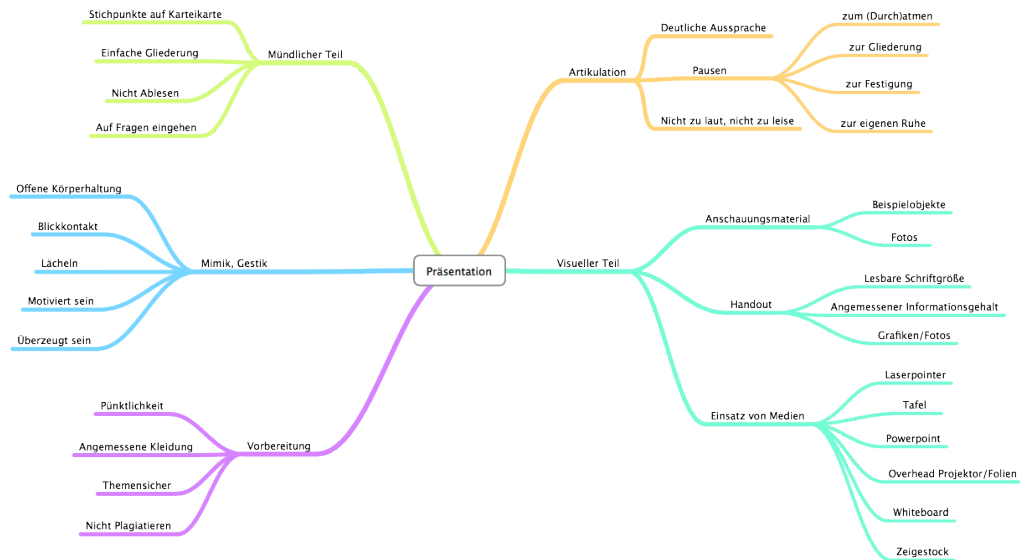 Präsentation
Mündlicher Teil
Stichpunkte auf Karteikarte
Einfache Gliederung
Nicht Ablesen
Auf Fragen eingehen
Mimik, Gestik
Offene Körperhaltung
Blickkontakt
Lächeln
Motiviert sein
Überzeugt sein
Vorbereitung
Pünktlichkeit
Angemessene Kleidung
Themensicher
Nicht Plagiatieren
Artikulation
Deutliche Aussprache
Pausen
zum (Durch)atmen
zur Gliederung
zur Festigung
zur eigenen Ruhe
Nicht zu laut, nicht zu leise
Visueller Teil
Anschauungsmaterial
Beispielobjekte
Fotos
Handout
Lesbare Schriftgröße
Angemessener Informationsgehalt
Grafiken/Fotos
Einsatz von Medien
Laserpointer
Tafel
Powerpoint
Overhead Projektor/Folien
Whiteboard
Zeigestock